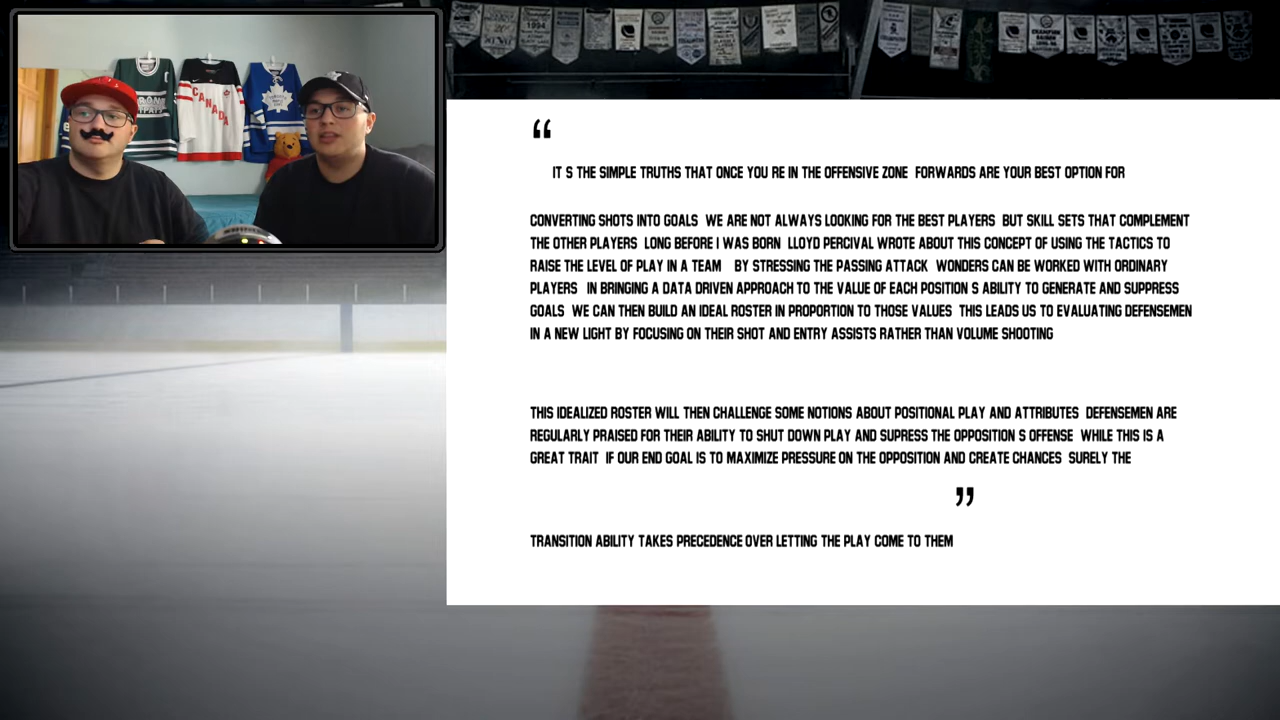 1994
CHAMPION
CANADA
“
IT S THE SIMPLE TRUTHS THAT ONCE YOU RE IN THE OFFENSIVE ZONE FORWARDS ARE YOUR BEST OPTION FOR
CONVERTING SHOTS INTO GOALS WE ARE NOT ALWAYS LOOKING FOR THE BEST PLAYERS BUT SKILL SETS THAT COMPLEMENT
THE OTHER PLAYERS LONG BEFORE I WAS BORN LLOYD PERCIVAL WROTE ABOUT THIS CONCEPT OF USING THE TACTICS TO
RAISE THE LEVEL OF PLAY IN A TEAM BY STRESSING THE PASSING ATTACK WONDERS CAN BE WORKED WITH ORDINARY
PLAYERS IN BRINGING A DATA DRIVEN APPROACH TO THE VALUE OF EACH POSITION S ABILITY TO GENERATE AND SUPPRESS
GOALS WE CAN THEN BUILD AN IDEAL ROSTER IN PROPORTION TO THOSE VALUES THIS LEADS US TO EVALUATING DEFENSEMEN
IN A NEW LIGHT BY FOCUSING ON THEIR SHOT AND ENTRY ASSISTS RATHER THAN VOLUME SHOOTING
THIS IDEALIZED ROSTER WILL THEN CHALLENGE SOME NOTIONS ABOUT POSITIONAL PLAY AND ATTRIBUTES DEFENSEMEN ARE
REGULARLY PRAISED FOR THEIR ABILITY TO SHUT DOWN PLAY AND SUPRESS THE OPPOSITION S OFFENSE WHILE THIS IS A
GREAT TRAIT IF OUR END GOAL IS TO MAXIMIZE PRESSURE ON THE OPPOSITION AND CREATE CHANCES SURELY THE
”
TRANSITION ABILITY TAKES PRECEDENCE OVER LETTING THE PLAY COME TO THEM